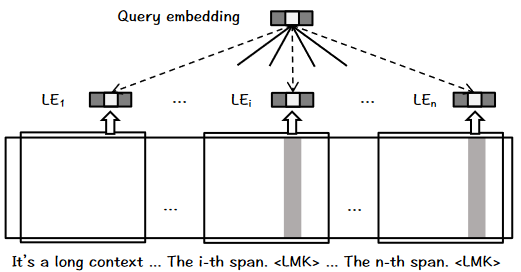 Query embedding
LE1 ... LEi ... LEn
... ...
It's a long context ... The i-th span. <LMK> ... The n-th span. <LMK>